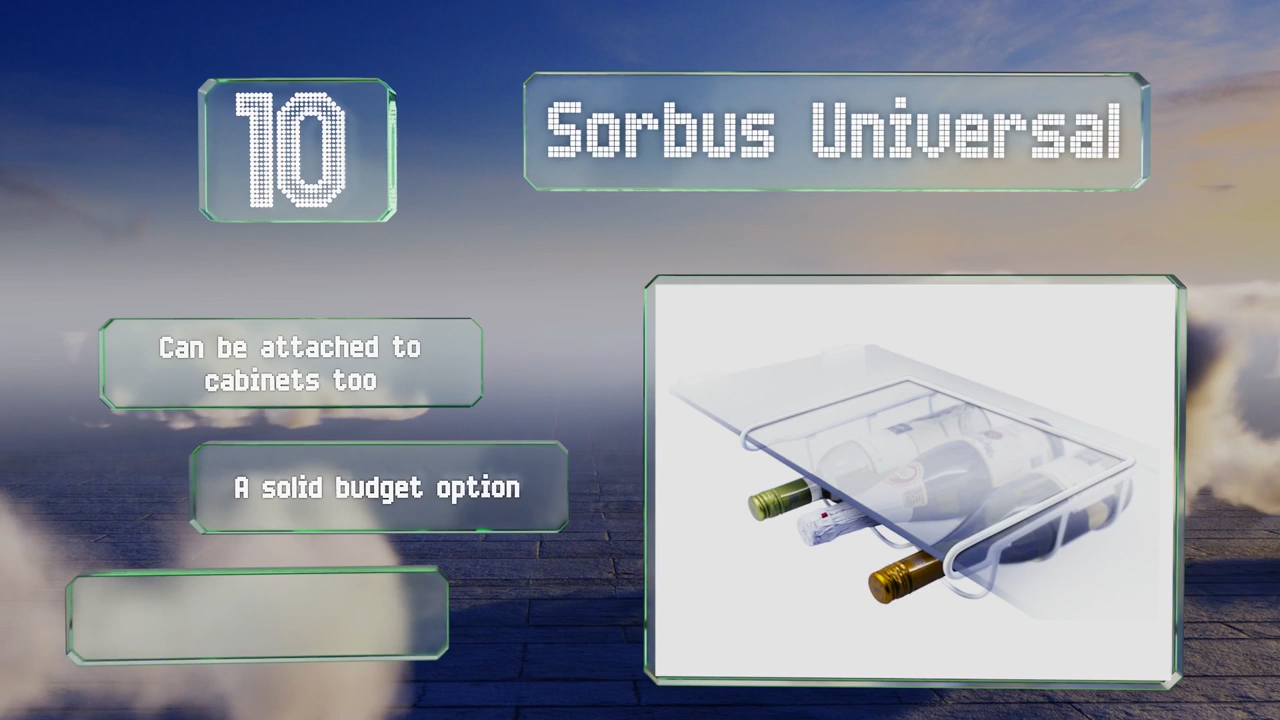 10
Sorbus Universal
Can be attached to
cabinets too
A solid budget option